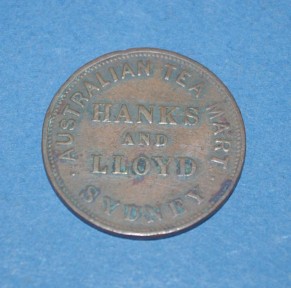 · AUSTRALIAN TEA MART ·
HANKS
AND
LLOYD
SYDNEY